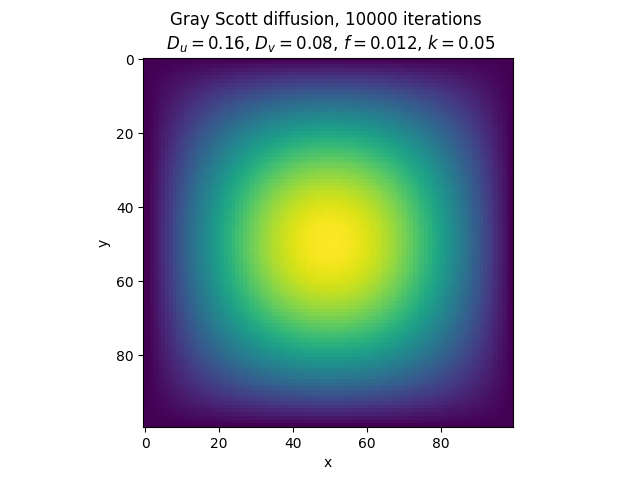 Gray Scott diffusion, 10000 iterations
D_u = 0.16, D_v = 0.08, f = 0.012, k = 0.05
0
20
40
60
80
y
0 20 40 60 80
x